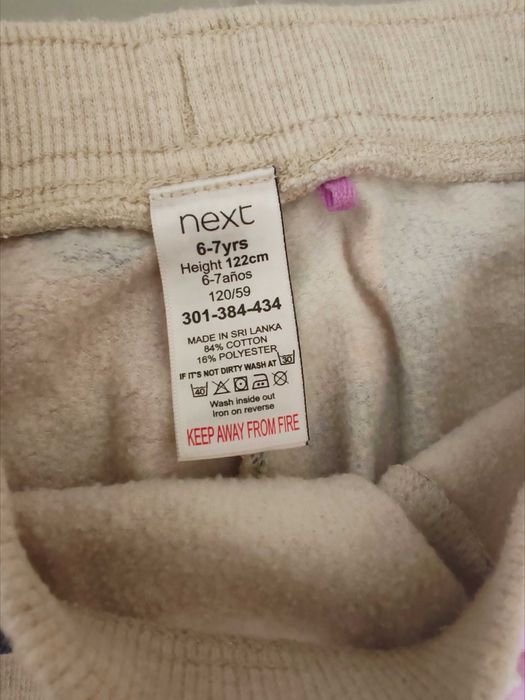 next
6-7yrs
Height 122cm
6-7años
120/59
301-384-434
MADE IN SRI LANKA
84% COTTON
16% POLYESTER
IF IT'S NOT DIRTY WASH AT 30
40
Wash inside out
Iron on reverse
KEEP AWAY FROM FIRE